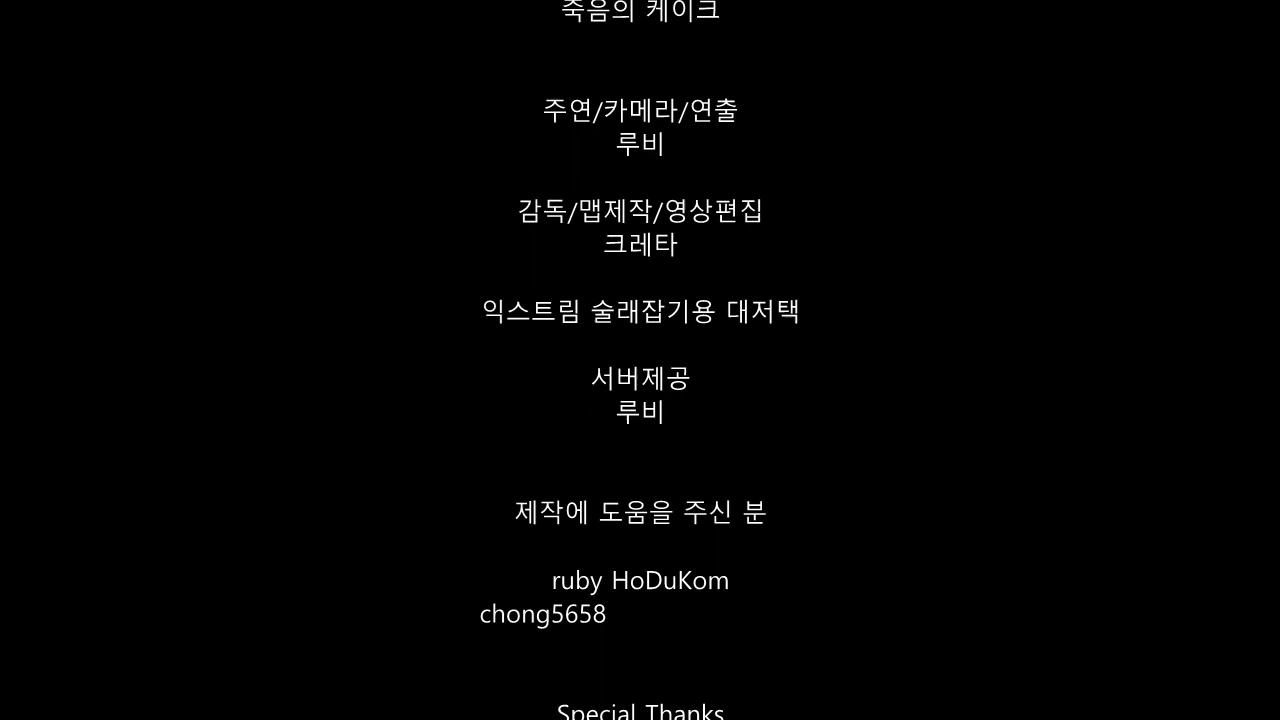 죽음의 케이크
주연/카메라/연출
루비
감독/맵제작/영상편집
크레타
익스트림 술래잡기용 대저택
서버제공
루비
제작에 도움을 주신 분
ruby HoDuKom
chong5658
Special Thanks